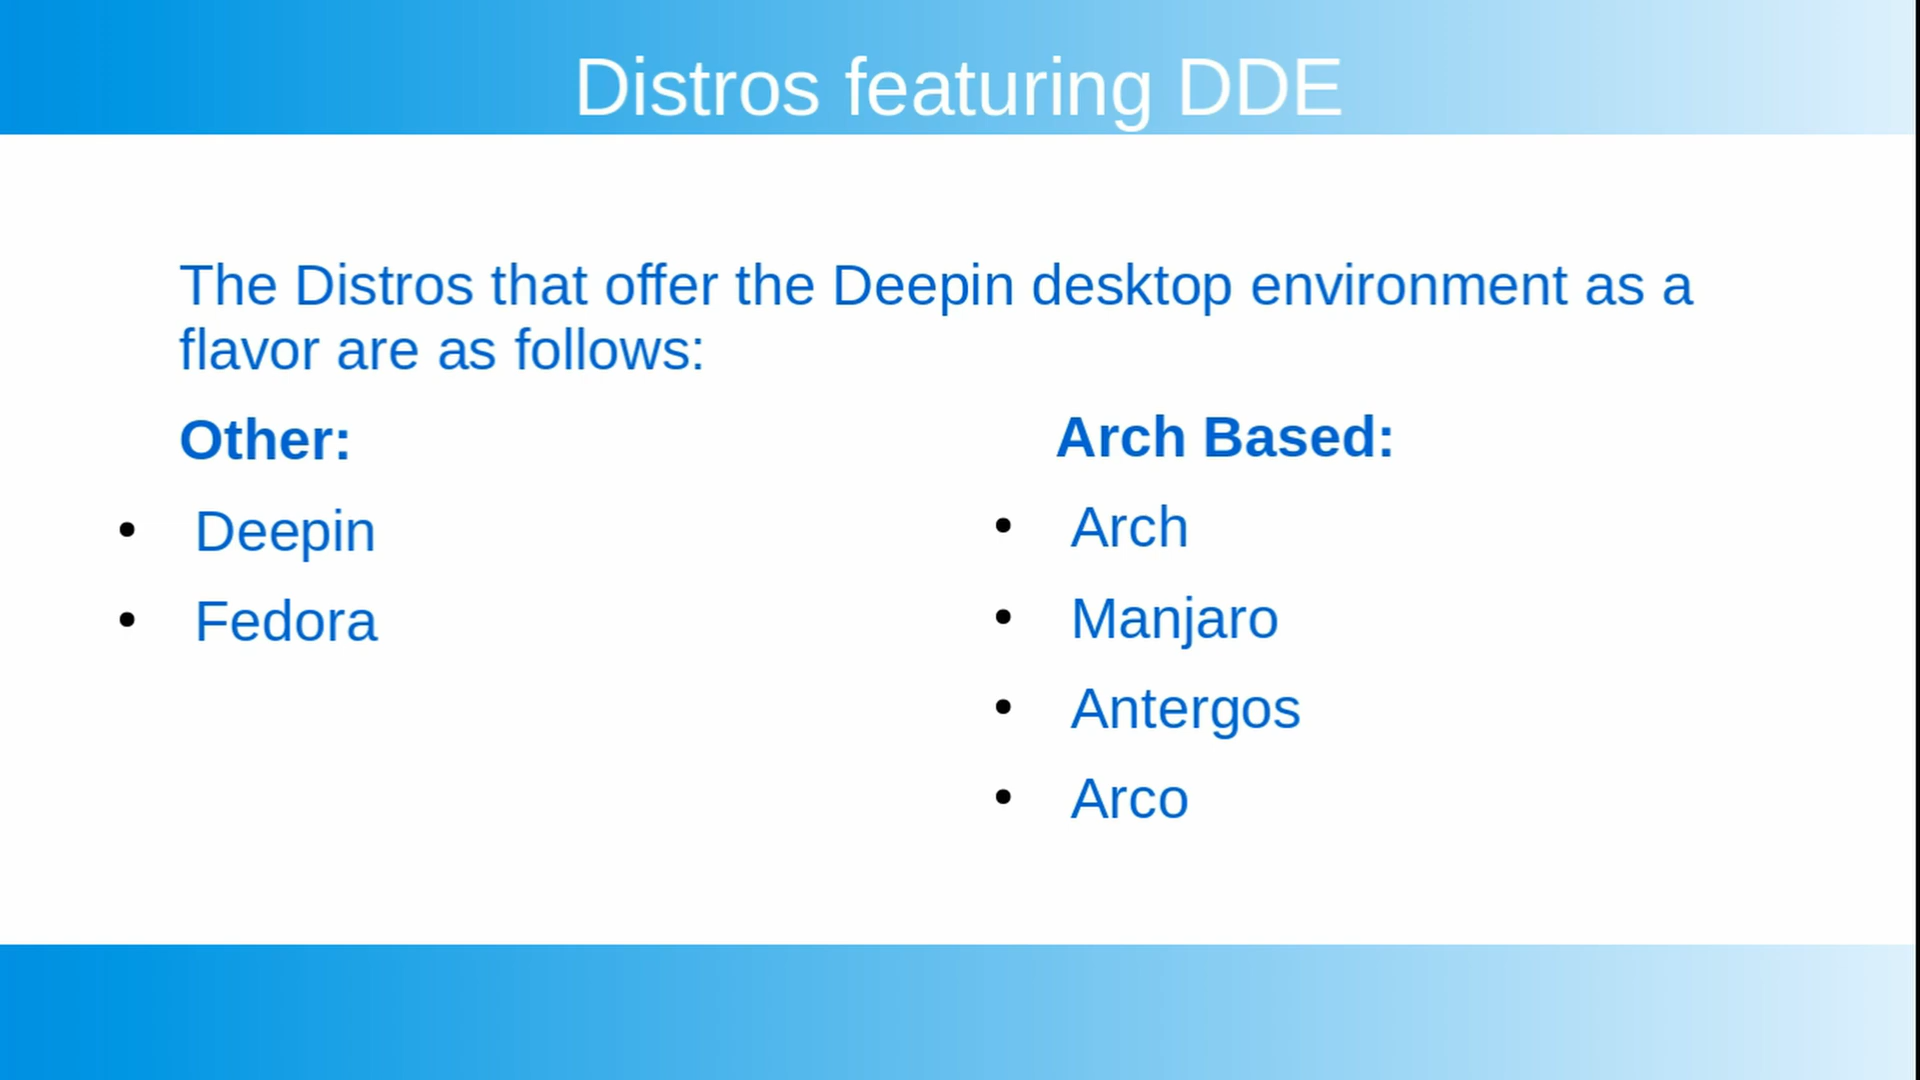 Distros featuring DDE
The Distros that offer the Deepin desktop environment as a
flavor are as follows:
Other:
• Deepin
• Fedora
Arch Based:
• Arch
• Manjaro
• Antergos
• Arco